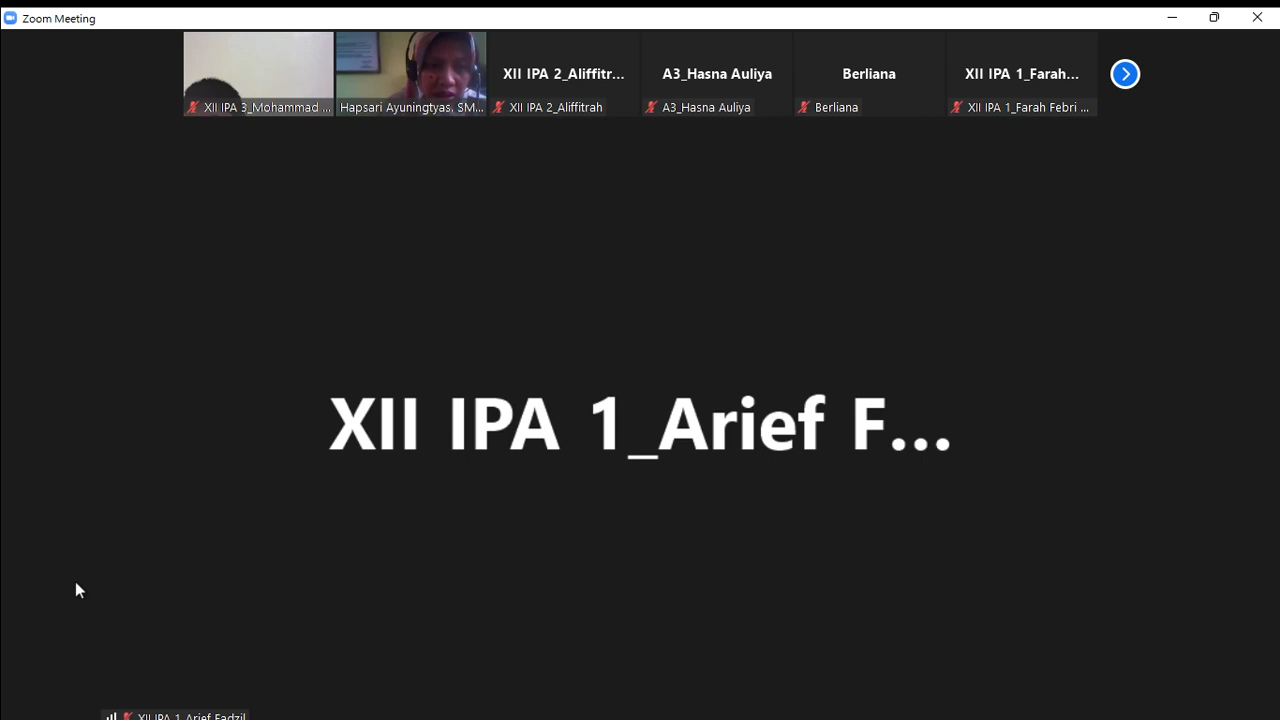 Zoom Meeting
XII IPA 2_Aliffitr...
A3_Hasna Auliya
Berliana
XII IPA 1_Farah...
XII IPA 3_Mohammad ...
Hapsari Ayuningtyas, SM...
XII IPA 2_Aliffitrah
A3_Hasna Auliya
Berliana
XII IPA 1_Farah Febri ...
XII IPA 1_Arief F...
XII IPA 1_Arief Fadzil